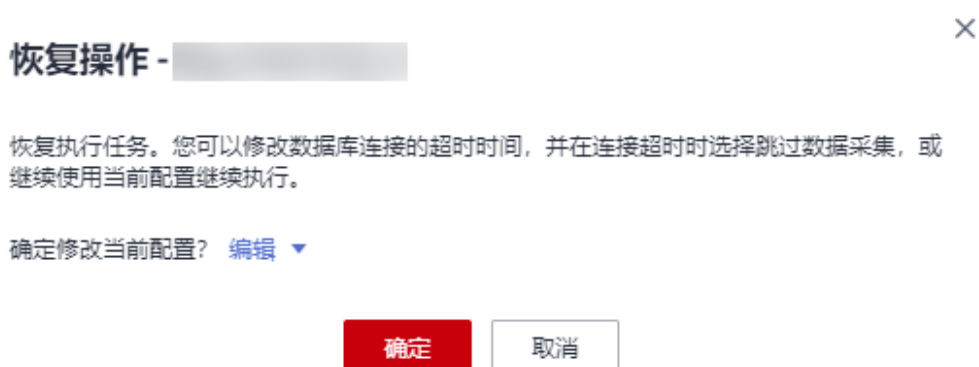 恢复操作 -
恢复执行任务。您可以修改数据库连接的超时时间，并在连接超时时选择跳过数据采集，或
继续使用当前配置继续执行。
确定修改当前配置？ 编辑
确定 取消